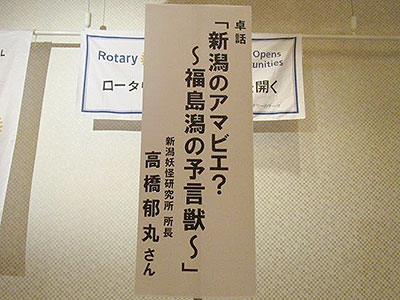 卓話
「新潟のアマビエ?
～福島潟の予言獣～」
新潟妖怪研究所 所長
高橋郁丸さん
Rotary
Opens
ロータ
を開く